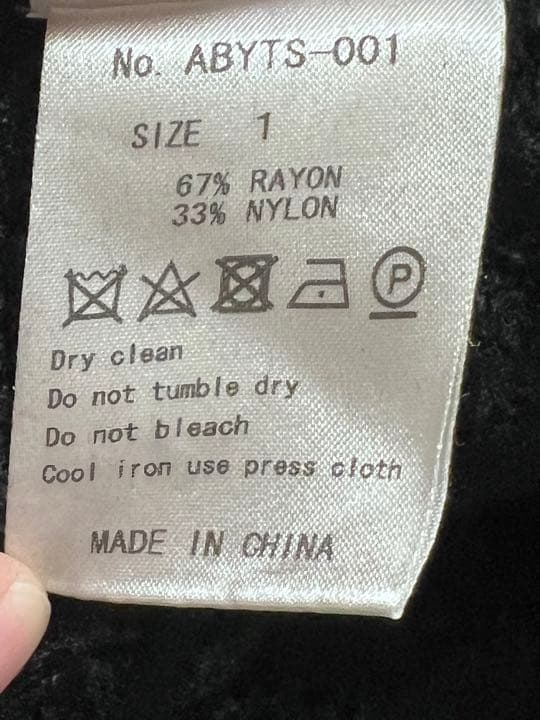 No. ABYTS-001
SIZE 1
67% RAYON
33% NYLON
P
Dry clean
Do not tumble dry
Do not bleach
Cool iron use press cloth
MADE IN CHINA